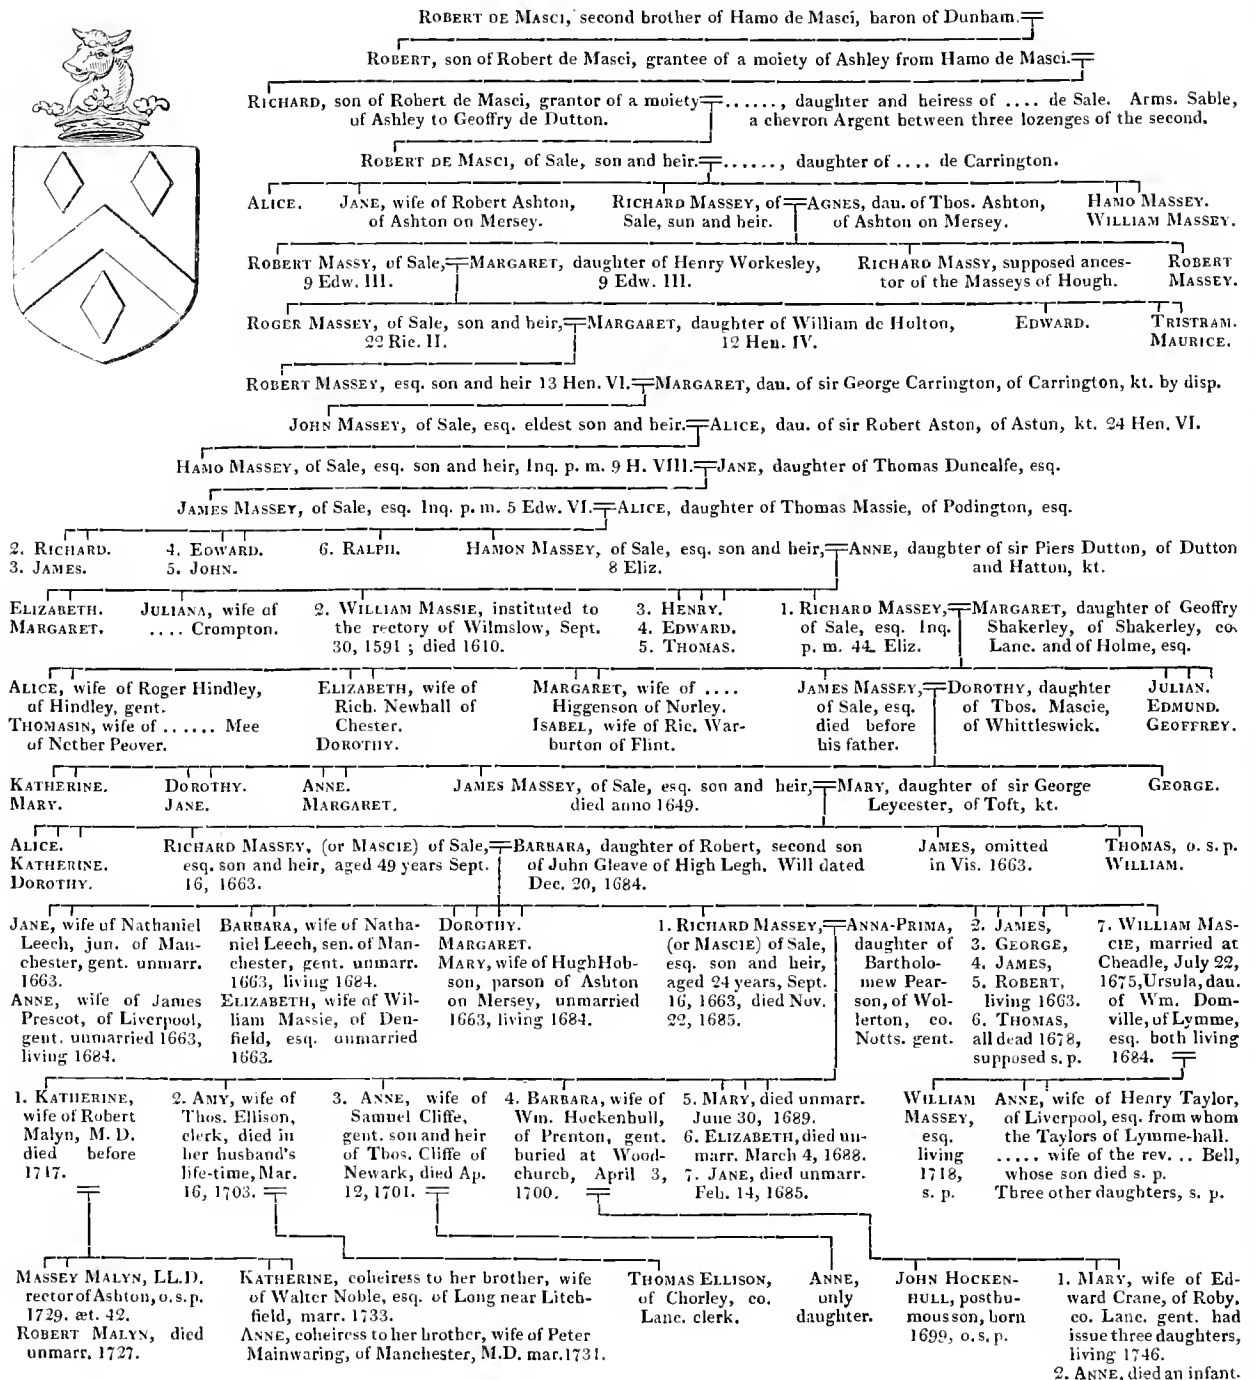 ROBERT DE MASCI, second brother of Hamo de Masci, baron of Dunham.
ROBERT, son of Robert de Masci, grantee of a moiety of Ashley from Hamo de Masci.
RICHARD, son of Robert de Masci, grantor of a moiety
of Ashley to Geoffry de Dutton.
......, daughter and heiress of .... de Sale. Arms. Sable,
a chevron Argent between three lozenges of the second.
ROBERT DE MASCI, of Sale, son and heir.
......, daughter of .... de Carrington.
ALICE.
JANE, wife of Robert Ashton,
of Ashton on Mersey.
RICHARD MASSEY, of
Sale, sun and heir.
AGNES, dau. of Thos. Ashton,
of Ashton on Mersey.
HAMO MASSEY.
WILLIAM MASSEY.
ROBERT MASSY, of Sale,
9 Edw. III.
MARGARET, daughter of Henry Workesley,
9 Edw. III.
RICHARD MASSY, supposed ances-
tor of the Masseys of Hough.
ROBERT
MASSEY.
ROGER MASSEY, of Sale, son and heir,
22 Ric. II.
MARGARET, daughter of William de Hulton,
12 Hen. IV.
EDWARD.
TRISTRAM.
MAURICE.
ROBERT MASSEY, esq. son and heir 13 Hen. VI.
MARGARET, dau. of sir George Carrington, of Carrington, kt. by disp.
JOHN MASSEY, of Sale, esq. eldest son and heir.
ALICE, dau. of sir Robert Aston, of Aston, kt. 24 Hen. VI.
HAMO MASSEY, of Sale, esq. son and heir, Inq. p. m. 9 H. VIII.
JANE, daughter of Thomas Duncalfe, esq.
JAMES MASSEY, of Sale, esq. Inq. p. m. 5 Edw. VI.
ALICE, daughter of Thomas Massie, of Podington, esq.
2. RICHARD.
3. JAMES.
4. EDWARD.
5. JOHN.
6. RALPH.
HAMON MASSEY, of Sale, esq. son and heir,
8 Eliz.
ANNE, daughter of sir Piers Dutton, of Dutton
and Hatton, kt.
ELIZABETH.
MARGARET.
JULIANA, wife of
.... Crompton.
2. WILLIAM MASSIE, instituted to
the rectory of Wilmslow, Sept.
30, 1591 ; died 1610.
3. HENRY.
4. EDWARD.
5. THOMAS.
1. RICHARD MASSEY,
of Sale, esq. Inq.
p. m. 44 Eliz.
MARGARET, daughter of Geoffry
Shakerley, of Shakerley, co.
Lanc. and of Holme, esq.
ALICE, wife of Roger Hindley,
of Hindley, gent.
THOMASIN, wife of ...... Mee
of Nether Peover.
ELIZABETH, wife of
Rich. Newhall of
Chester.
DOROTHY.
MARGARET, wife of ....
Higgenson of Norley.
ISABEL, wife of Ric. War-
burton of Flint.
JAMES MASSEY,
of Sale, esq.
died before
his father.
DOROTHY, daughter
of Thos. Mascie,
of Whittleswick.
JULIAN.
EDMUND.
GEOFFREY.
KATHERINE.
MARY.
DOROTHY.
JANE.
ANNE.
MARGARET.
JAMES MASSEY, of Sale, esq. son and heir,
died anno 1649.
MARY, daughter of sir George
Leycester, of Toft, kt.
GEORGE.
ALICE.
KATHERINE.
DOROTHY.
RICHARD MASSEY, (or MASCIE) of Sale,
esq. son and heir, aged 49 years Sept.
16, 1663.
BARBARA, daughter of Robert, second son
of John Gleave of High Legh. Will dated
Dec. 20, 1684.
JAMES, omitted
in Vis. 1663.
THOMAS, o. s. p.
WILLIAM.
JANE, wife of Nathaniel
Leech, jun. of Man-
chester, gent. unmarr.
1663.
ANNE, wife of James
Prescot, of Liverpool,
gent. unmarried 1663,
living 1684.
BARBARA, wife of Natha-
niel Leech, sen. of Man-
chester, gent. unmarr.
1663, living 1684.
ELIZABETH, wife of Wil-
liam Massie, of Den-
field, esq. unmarried
1663.
DOROTHY.
MARGARET.
MARY, wife of Hugh Hob-
son, parson of Ashton
on Mersey, unmarried
1663, living 1684.
1. RICHARD MASSEY,
(or MASCIE) of Sale,
esq. son and heir,
aged 24 years, Sept.
16, 1663, died Nov.
22, 1685.
ANNA-PRIMA,
daughter of
Bartholo-
mew Pear-
son, of Wol-
lerton, co.
Notts. gent.
2. JAMES,
3. GEORGE,
4. JAMES,
5. ROBERT,
living 1663.
6. THOMAS,
all dead 1678,
supposed s. p.
7. WILLIAM MAS-
CIE, married at
Cheadle, July 22,
1675, Ursula, dau.
of Wm. Dom-
ville, of Lymme,
esq. both living
1684.
1. KATHERINE,
wife of Robert
Malyn, M. D.
died before
1717.
2. AMY, wife of
Thos. Ellison,
clerk, died in
her husband's
life-time, Mar.
16, 1703.
3. ANNE, wife of
Samuel Cliffe,
gent. son and heir
of Thos. Cliffe of
Newark, died Ap.
12, 1701.
4. BARBARA, wife of
Wm. Hockenhull,
of Prenton, gent.
buried at Wood-
church, April 3,
1700.
5. MARY, died unmarr.
June 30, 1689.
6. ELIZABETH, died un-
marr. March 4, 1688.
7. JANE, died unmarr.
Feb. 14, 1685.
WILLIAM
MASSEY,
esq.
living
1718,
s. p.
ANNE, wife of Henry Taylor,
of Liverpool, esq. from whom
the Taylors of Lymme-hall.
..... wife of the rev. .. Bell,
whose son died s. p.
Three other daughters, s. p.
MASSEY MALYN, LL.D.
rector of Ashton, o. s. p.
1729. æt. 42.
ROBERT MALYN, died
unmarr. 1727.
KATHERINE, coheiress to her brother, wife
of Walter Noble, esq. of Long near Litch-
field, marr. 1733.
ANNE, coheiress to her brother, wife of Peter
Mainwaring, of Manchester, M.D. mar. 1731.
THOMAS ELLISON,
of Chorley, co.
Lanc. clerk.
ANNE,
only
daughter.
JOHN HOCKEN-
HULL, posthu-
mous son, born
1699, o. s. p.
1. MARY, wife of Ed-
ward Crane, of Roby,
co. Lanc. gent. had
issue three daughters,
living 1746.
2. ANNE, died an infant.